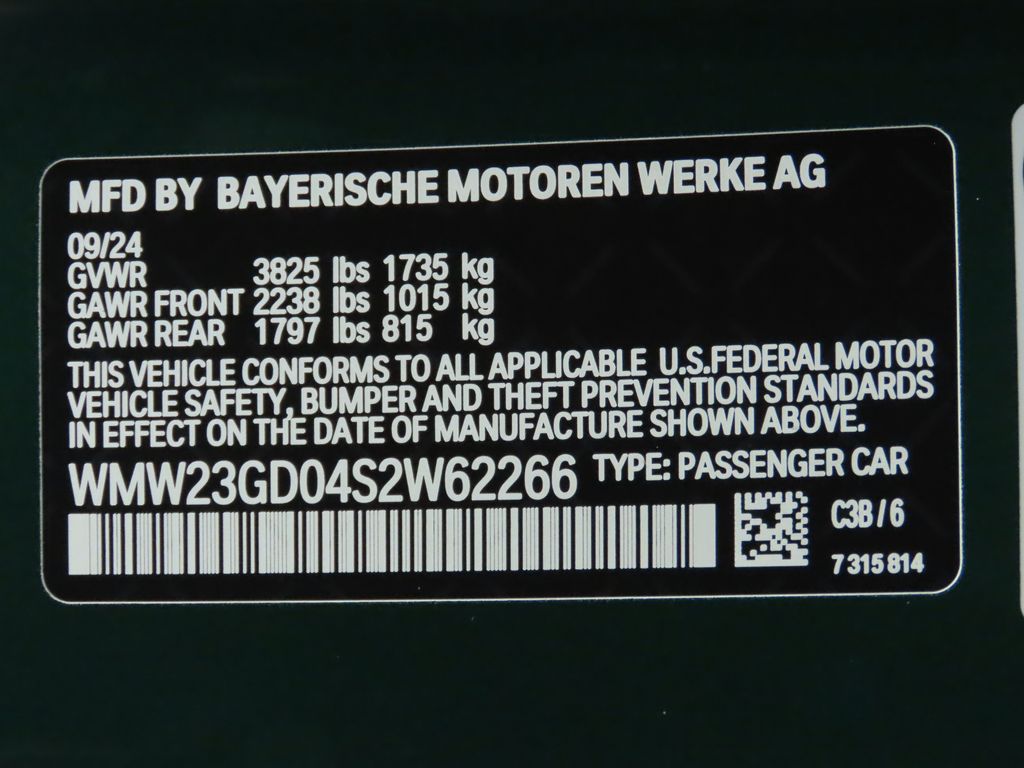 MFD BY BAYERISCHE MOTOREN WERKE AG
09/24
GVWR 3825 lbs 1735 kg
GAWR FRONT 2238 lbs 1015 kg
GAWR REAR 1797 lbs 815 kg
THIS VEHICLE CONFORMS TO ALL APPLICABLE U.S.FEDERAL MOTOR
VEHICLE SAFETY, BUMPER AND THEFT PREVENTION STANDARDS
IN EFFECT ON THE DATE OF MANUFACTURE SHOWN ABOVE.
WMW23GD04S2W62266 TYPE: PASSENGER CAR
C3B / 6
7 315 814